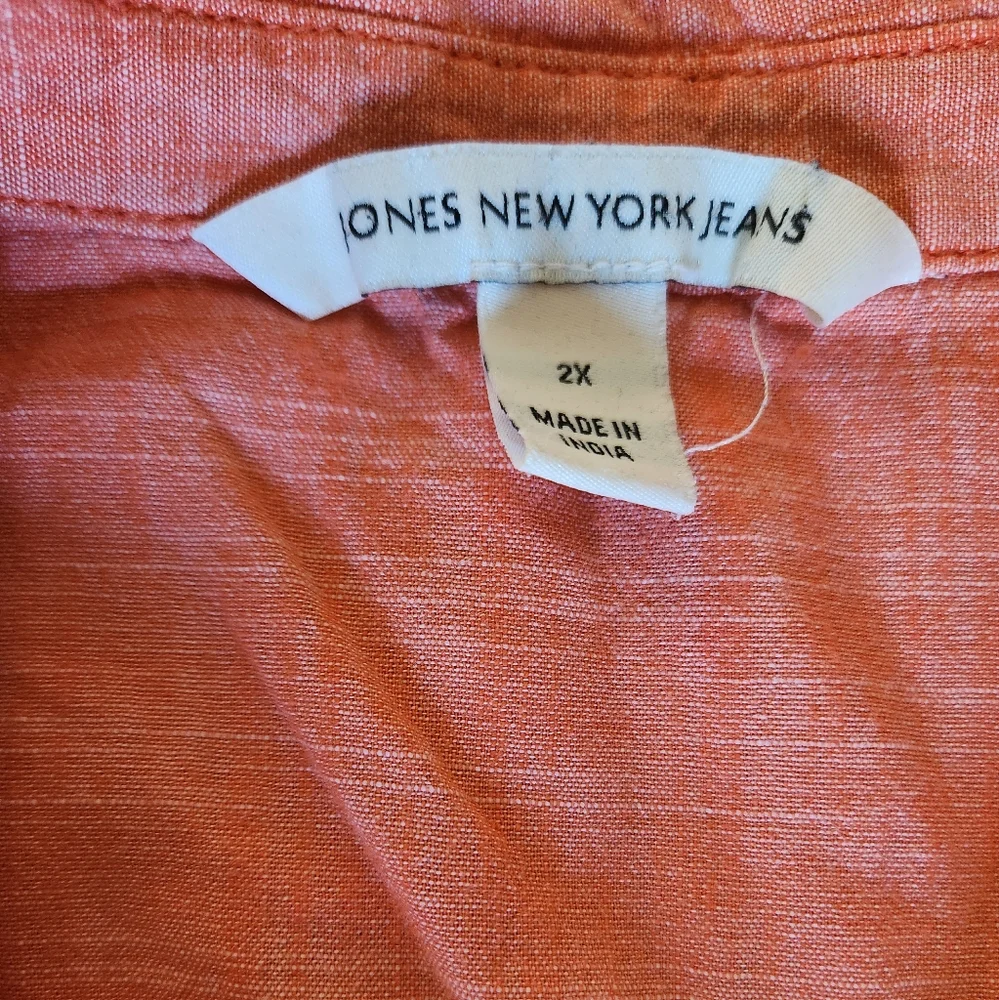 JONES NEW YORK JEANS
2X
MADE IN
INDIA